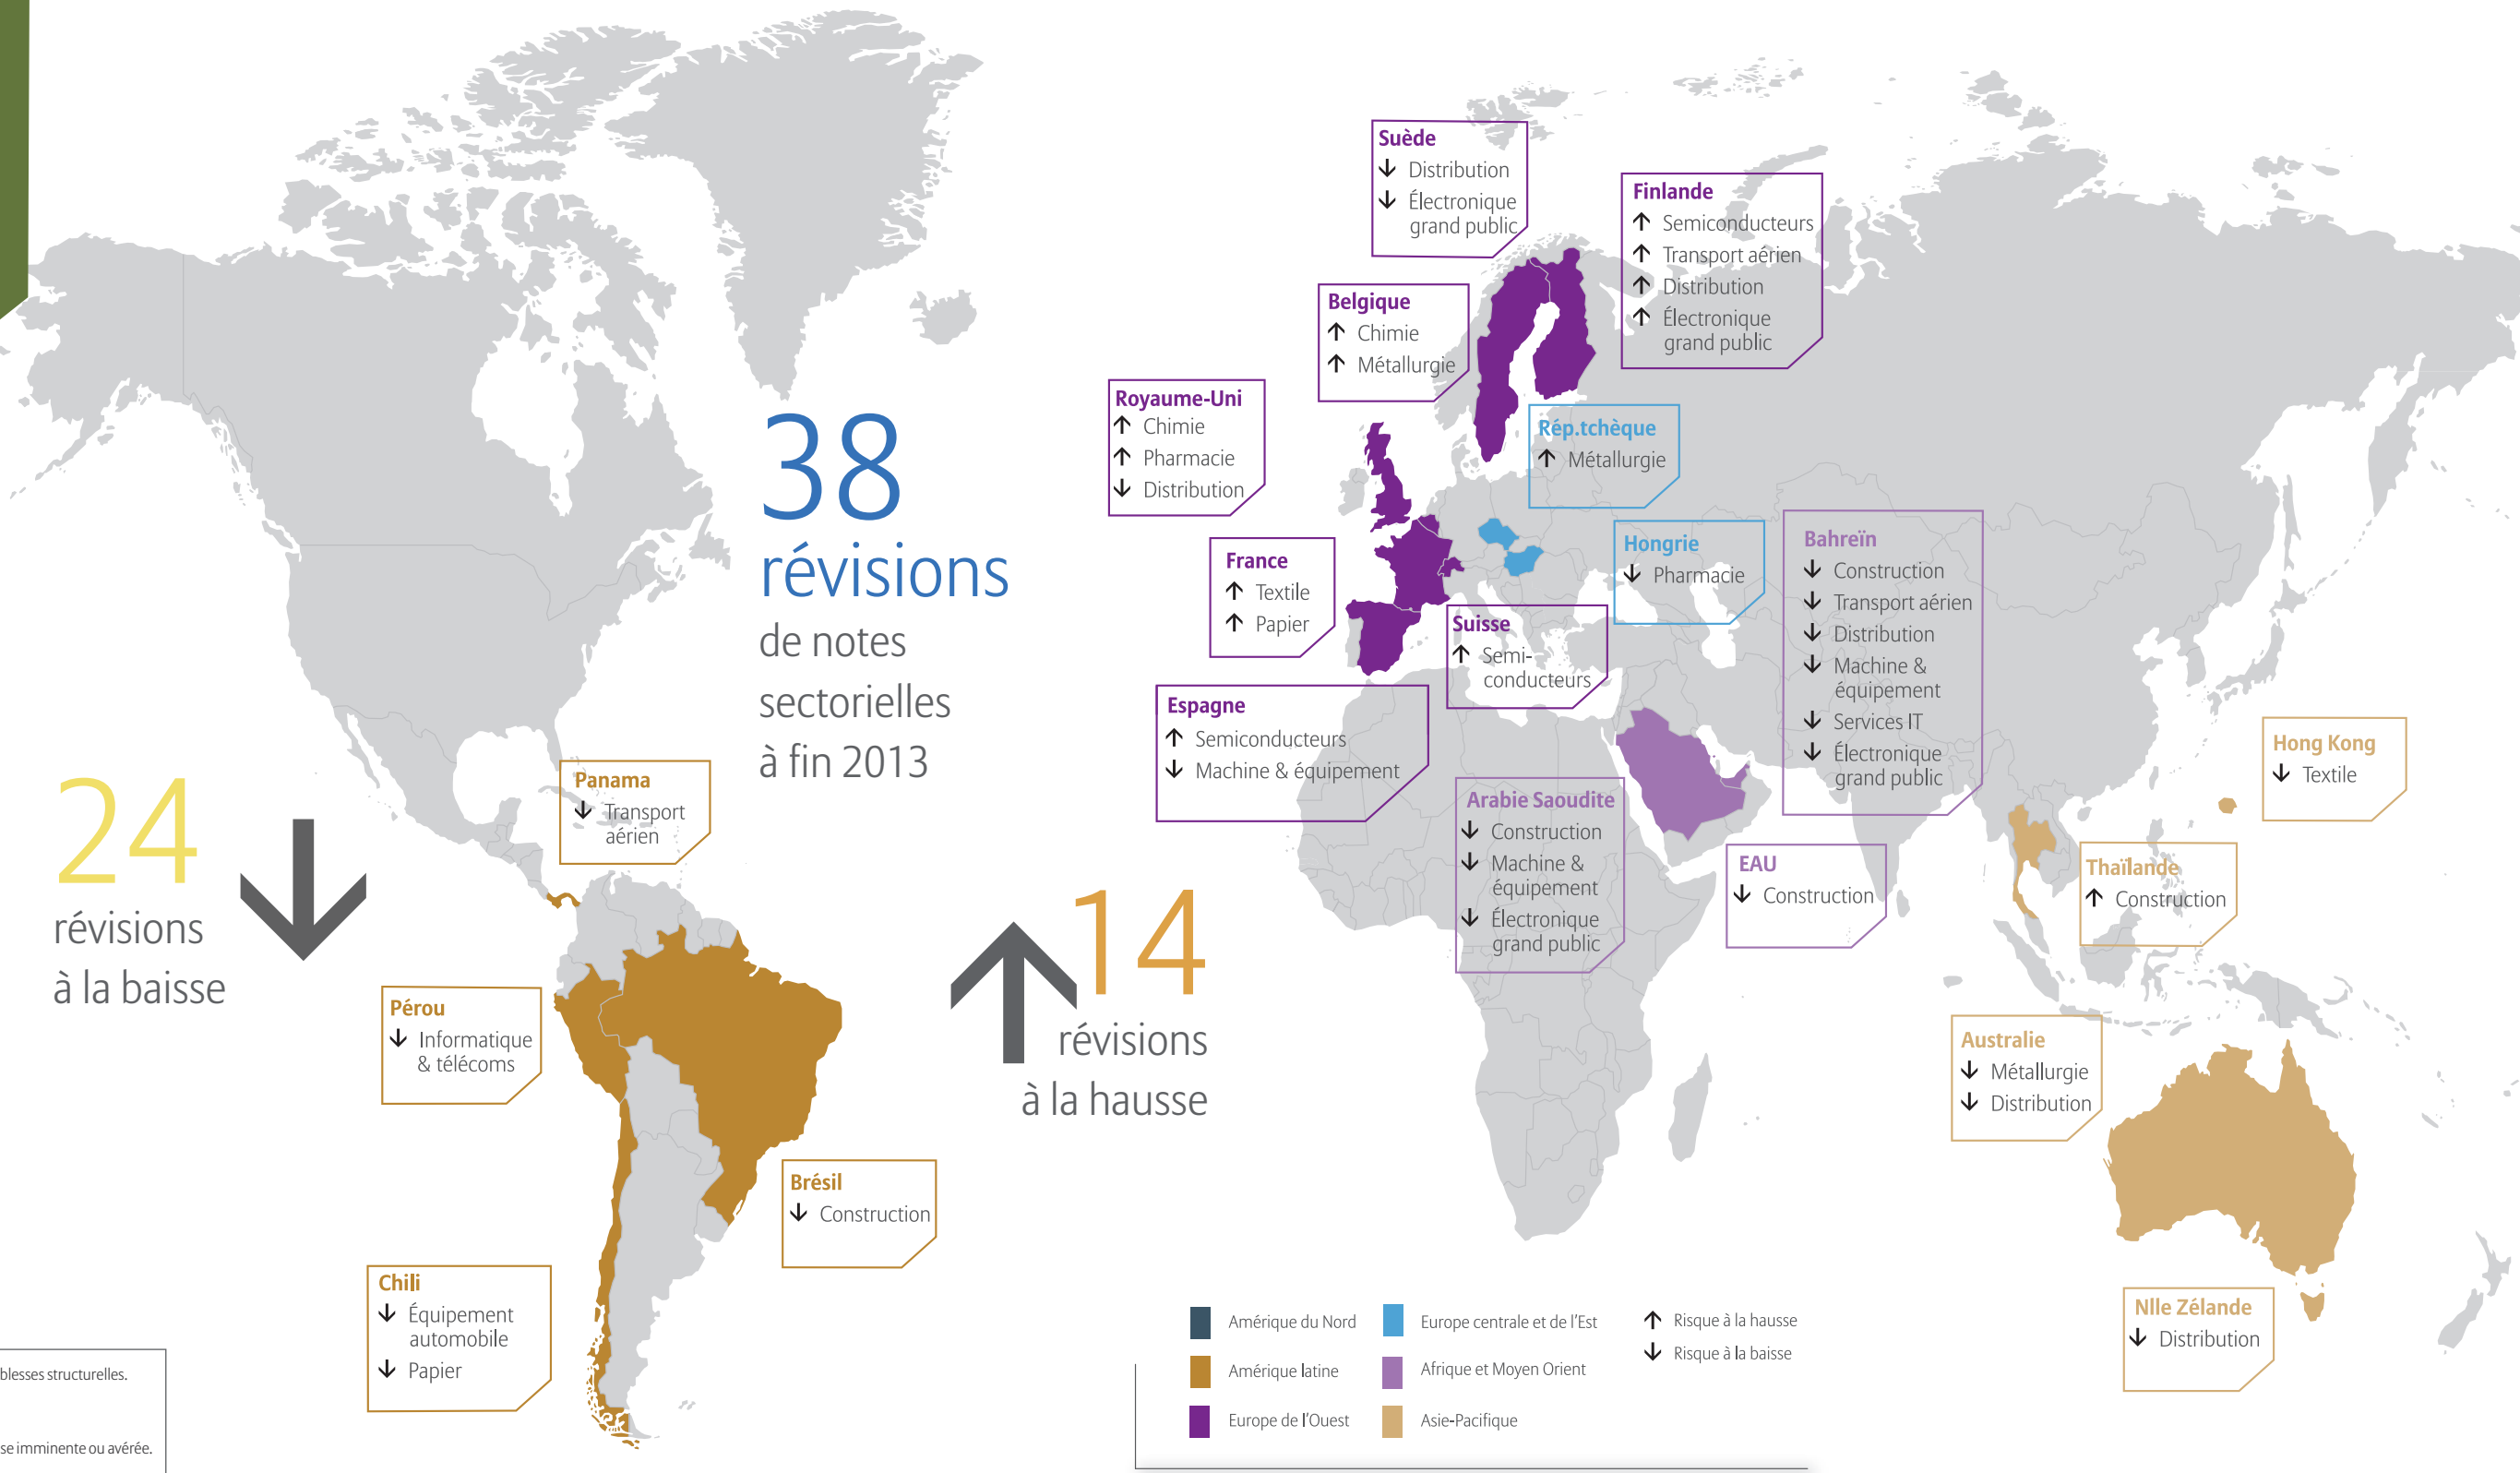 38
révisions
de notes
sectorielles
à fin 2013
24
révisions
à la baisse
14
révisions
à la hausse
Suède
↓ Distribution
↓ Électronique
grand public
Finlande
↑ Semiconducteurs
↑ Transport aérien
↑ Distribution
↑ Électronique
grand public
Belgique
↑ Chimie
↑ Métallurgie
Royaume-Uni
↑ Chimie
↑ Pharmacie
↓ Distribution
Rép.tchèque
↑ Métallurgie
France
↑ Textile
↑ Papier
Hongrie
↓ Pharmacie
Suisse
↑ Semi-
conducteurs
Espagne
↑ Semiconducteurs
↓ Machine & équipement
Bahreïn
↓ Construction
↓ Transport aérien
↓ Distribution
↓ Machine &
équipement
↓ Services IT
↓ Électronique
grand public
Arabie Saoudite
↓ Construction
↓ Machine &
équipement
↓ Électronique
grand public
EAU
↓ Construction
Hong Kong
↓ Textile
Thaïlande
↑ Construction
Australie
↓ Métallurgie
↓ Distribution
Nlle Zélande
↓ Distribution
Panama
↓ Transport
aérien
Pérou
↓ Informatique
& télécoms
Brésil
↓ Construction
Chili
↓ Équipement
automobile
↓ Papier
blesses structurelles.
se imminente ou avérée.
Amérique du Nord
Amérique latine
Europe de l'Ouest
Europe centrale et de l'Est
Afrique et Moyen Orient
Asie-Pacifique
↑ Risque à la hausse
↓ Risque à la baisse